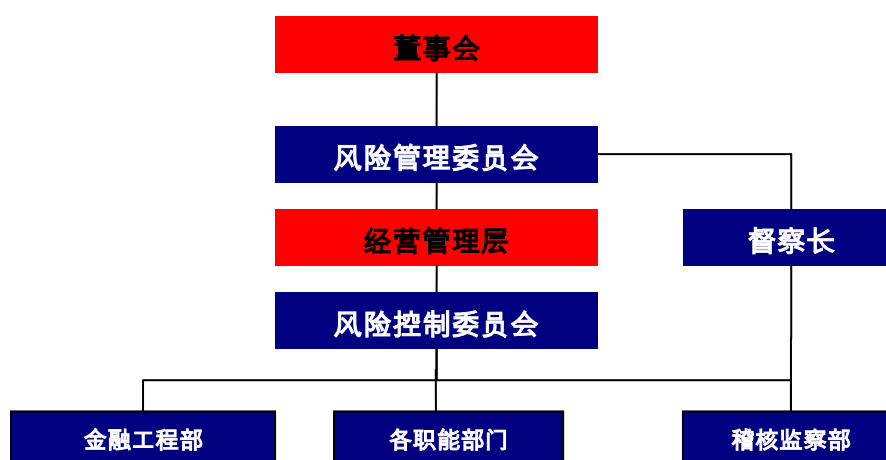 董事会
风险管理委员会
经营管理层
督察长
风险控制委员会
金融工程部
各职能部门
稽核监察部